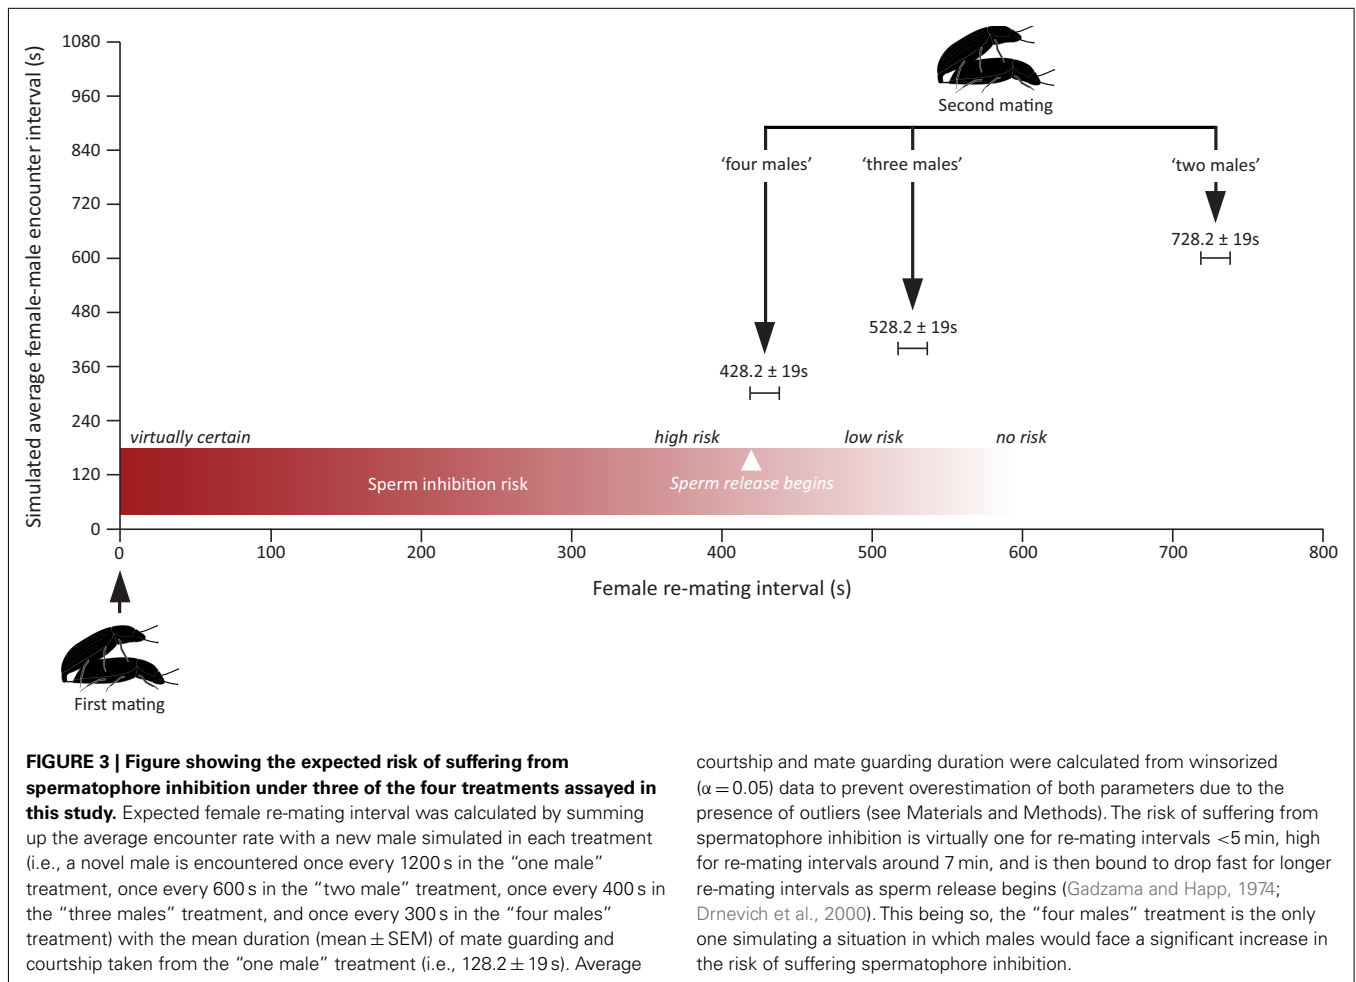 Simulated average female-male encounter interval (s)
1080
960
840
720
600
480
360
240
120
0
Second mating
‘four males’
‘three males’
‘two males’
728.2 ± 19s
528.2 ± 19s
428.2 ± 19s
virtually certain
high risk
low risk
no risk
Sperm inhibition risk
Sperm release begins
0
100
200
300
400
500
600
700
800
Female re-mating interval (s)
First mating
FIGURE 3 | Figure showing the expected risk of suffering from
spermatophore inhibition under three of the four treatments assayed in
this study. Expected female re-mating interval was calculated by summing
up the average encounter rate with a new male simulated in each treatment
(i.e., a novel male is encountered once every 1200 s in the “one male”
treatment, once every 600 s in the “two male” treatment, once every 400 s in
the “three males” treatment, and once every 300 s in the “four males”
treatment) with the mean duration (mean ± SEM) of mate guarding and
courtship taken from the “one male” treatment (i.e., 128.2 ± 19 s). Average
courtship and mate guarding duration were calculated from winsorized
(α = 0.05) data to prevent overestimation of both parameters due to the
presence of outliers (see Materials and Methods). The risk of suffering from
spermatophore inhibition is virtually one for re-mating intervals <5 min, high
for re-mating intervals around 7 min, and is then bound to drop fast for longer
re-mating intervals as sperm release begins (Gadzama and Happ, 1974;
Drnevich et al., 2000). This being so, the “four males” treatment is the only
one simulating a situation in which males would face a significant increase in
the risk of suffering spermatophore inhibition.